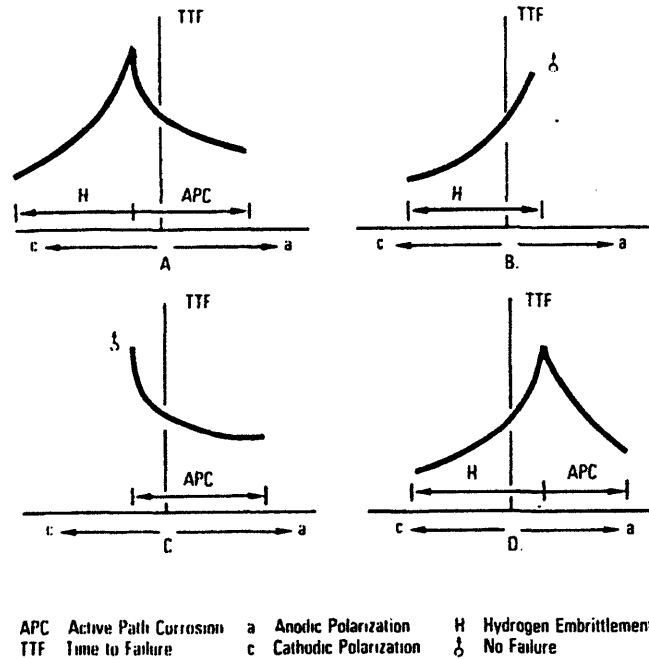 TTF TTF
H APC H
c a c a
A B.
TTF TTF
APC H APC
c a c a
C D.
APC Active Path Corrosion a Anodic Polarization H Hydrogen Embrittlement
TTF Time to Failure c Cathodic Polarization No Failure